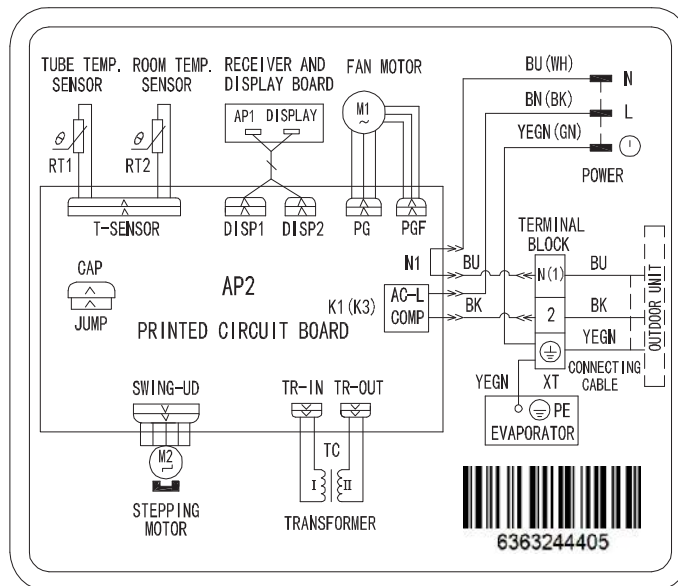 TUBE TEMP. SENSOR
ROOM TEMP. SENSOR
RECEIVER AND DISPLAY BOARD
FAN MOTOR
BU(WH)
N
BN(BK)
L
YEGN(GN)
POWER
AP1 DISPLAY
M1
~
θ
RT1
θ
RT2
T-SENSOR
DISP1
DISP2
PG
PGF
TERMINAL BLOCK
N1
BU
N(1)
BU
CAP
JUMP
AP2
PRINTED CIRCUIT BOARD
K1(K3)
AC-L
COMP
BK
2
BK
YEGN
OUTDOOR UNIT
XT
CONNECTING CABLE
YEGN
PE
EVAPORATOR
SWING-UD
TR-IN
TR-OUT
M2
TC
I
II
STEPPING MOTOR
TRANSFORMER
6363244405